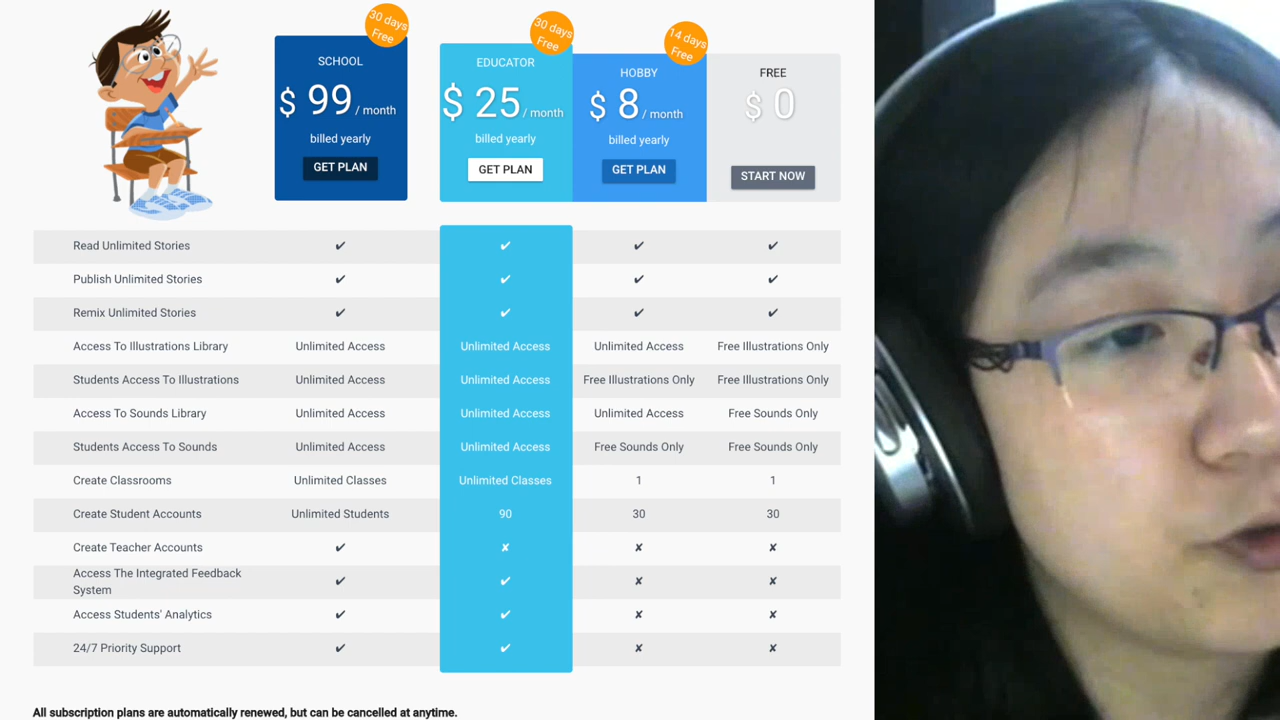 30 days
Free
SCHOOL
$ 99 / month
billed yearly
GET PLAN
30 days
Free
EDUCATOR
$ 25 / month
billed yearly
GET PLAN
14 days
Free
HOBBY
$ 8 / month
billed yearly
GET PLAN
FREE
$ 0
START NOW
Read Unlimited Stories ✔ ✔ ✔ ✔
Publish Unlimited Stories ✔ ✔ ✔ ✔
Remix Unlimited Stories ✔ ✔ ✔ ✔
Access To Illustrations Library Unlimited Access Unlimited Access Unlimited Access Free Illustrations Only
Students Access To Illustrations Unlimited Access Unlimited Access Free Illustrations Only Free Illustrations Only
Access To Sounds Library Unlimited Access Unlimited Access Unlimited Access Free Sounds Only
Students Access To Sounds Unlimited Access Unlimited Access Free Sounds Only Free Sounds Only
Create Classrooms Unlimited Classes Unlimited Classes 1 1
Create Student Accounts Unlimited Students 90 30 30
Create Teacher Accounts ✔ ✘ ✘ ✘
Access The Integrated Feedback
System ✔ ✔ ✘ ✘
Access Students' Analytics ✔ ✔ ✘ ✘
24/7 Priority Support ✔ ✔ ✘ ✘
All subscription plans are automatically renewed, but can be cancelled at anytime.